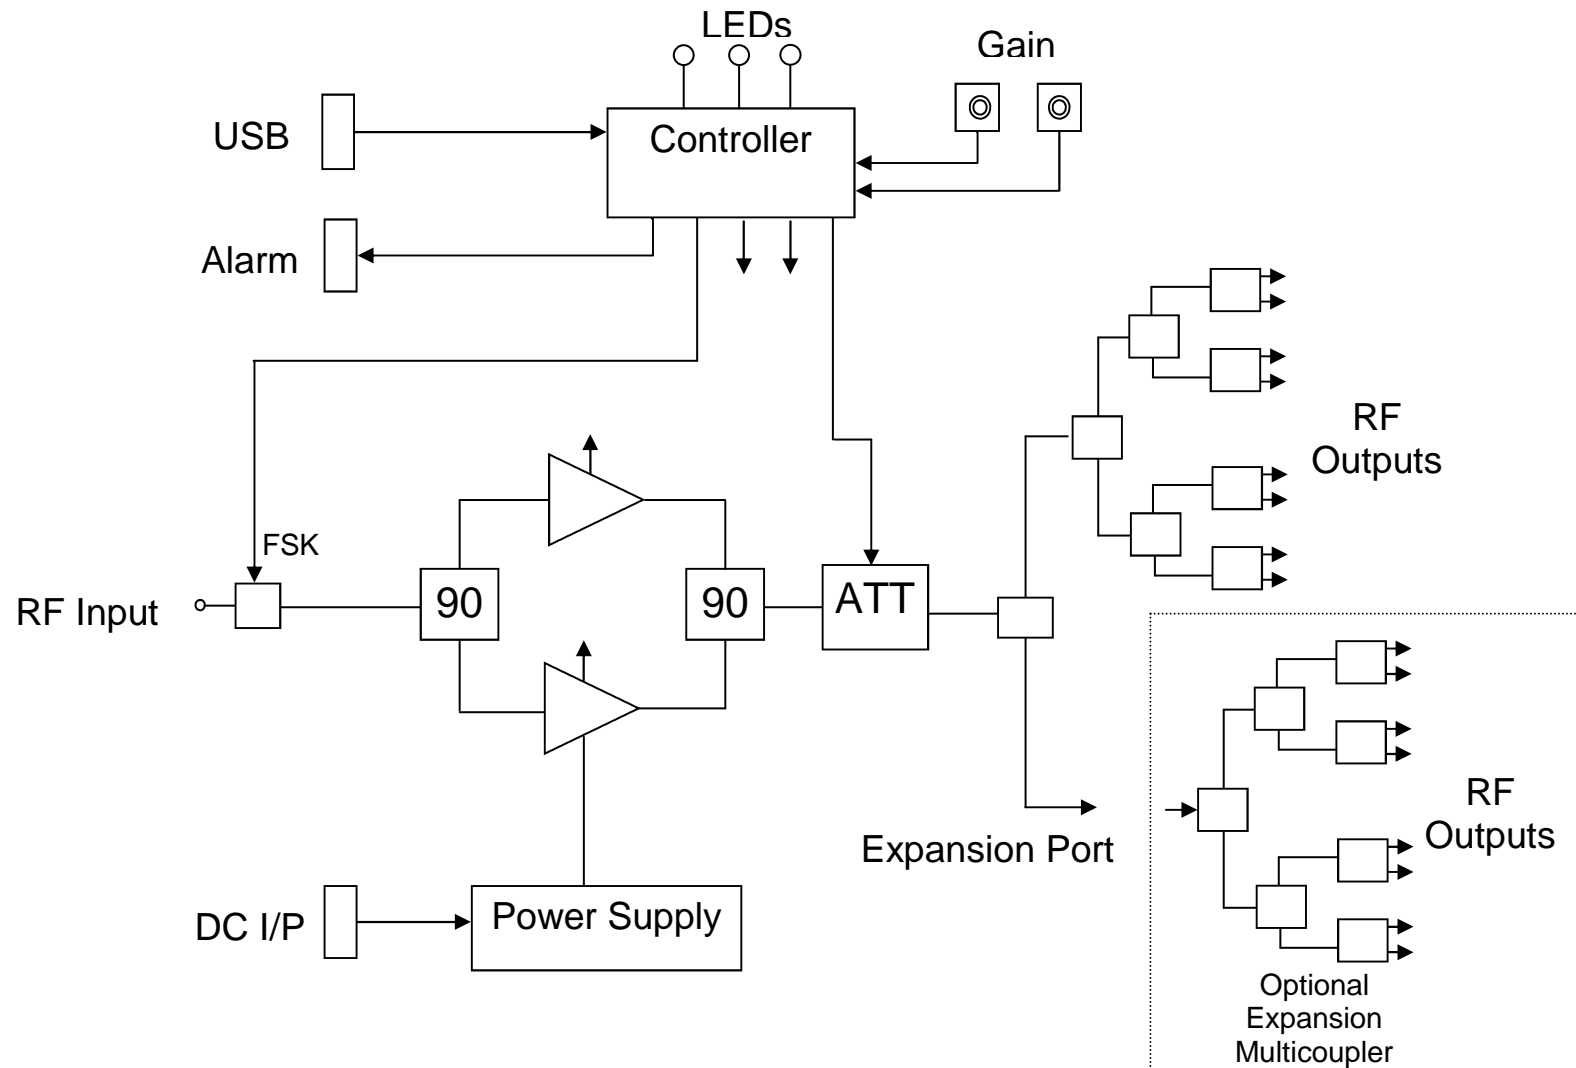 LEDs
Gain
USB
Controller
Alarm
RF
Outputs
FSK
RF Input
90
90
ATT
RF
Outputs
Expansion Port
DC I/P
Power Supply
Optional
Expansion
Multicoupler